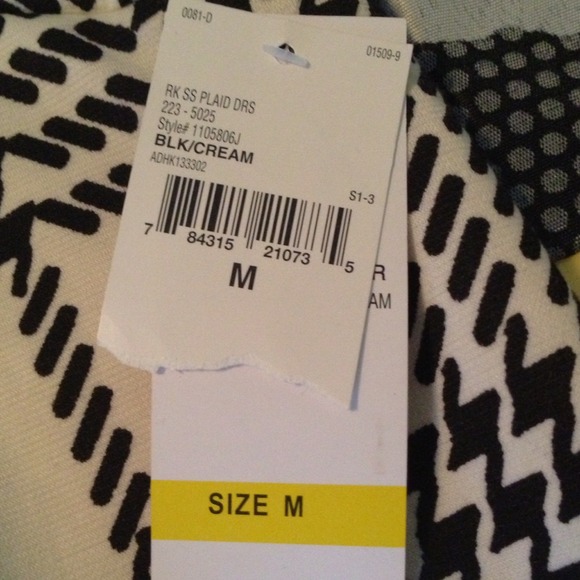 0081-D
01509-9
RK SS PLAID DRS
223 - 5025
Style# 1105806J
BLK/CREAM
ADHK133302
S1-3
7 84315 21073 5
M
R
AM
SIZE M